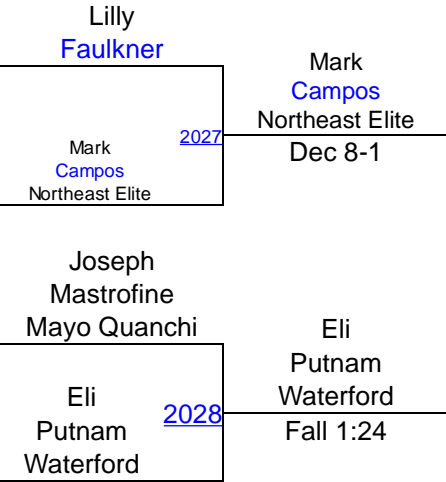 Lilly
Faulkner
Mark
Campos
Northeast Elite
2027
Mark
Campos
Northeast Elite
Dec 8-1
Joseph
Mastrofine
Mayo Quanchi
Eli
Putnam
Waterford
2028
Eli
Putnam
Waterford
Fall 1:24